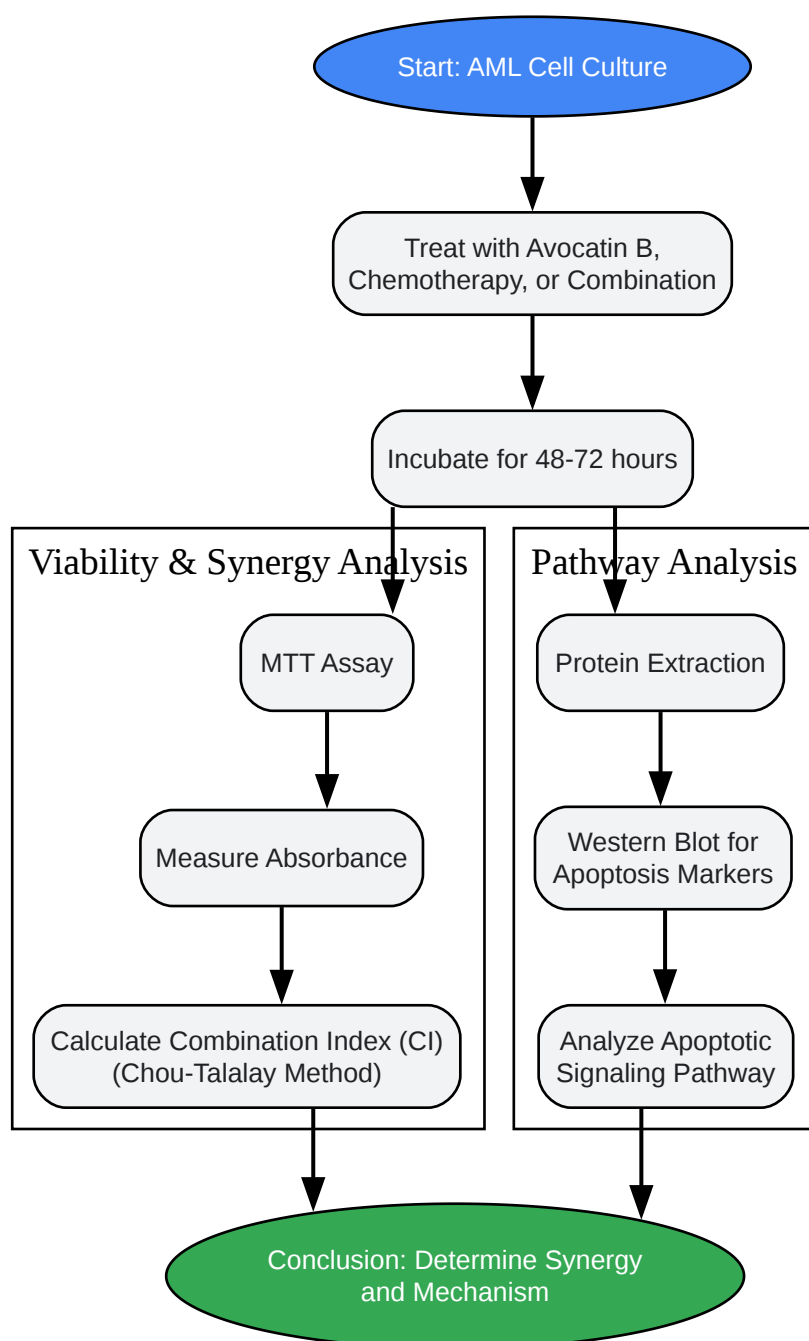 Start: AML Cell Culture
Treat with Avocatin B,
Chemotherapy, or Combination
Incubate for 48-72 hours
Viability & Synergy Analysis
MTT Assay
Measure Absorbance
Calculate Combination Index (CI)
(Chou-Talalay Method)
Pathway Analysis
Protein Extraction
Western Blot for
Apoptosis Markers
Analyze Apoptotic
Signaling Pathway
Conclusion: Determine Synergy
and Mechanism